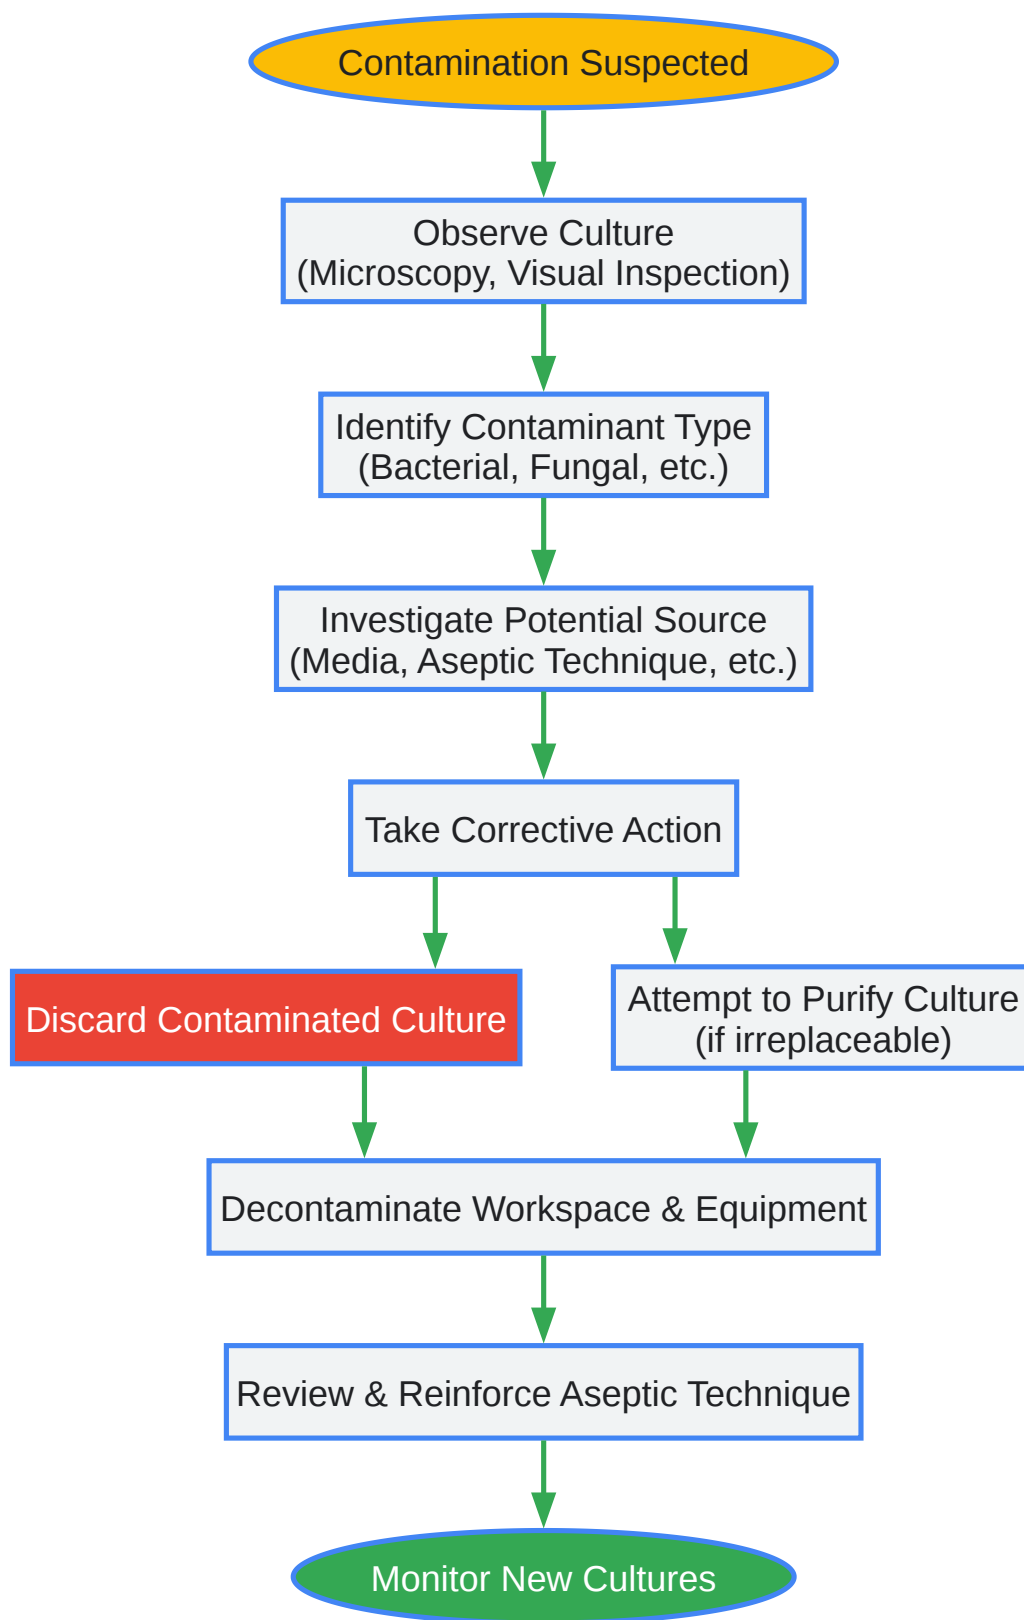 Contamination Suspected
Observe Culture
(Microscopy, Visual Inspection)
Identify Contaminant Type
(Bacterial, Fungal, etc.)
Investigate Potential Source
(Media, Aseptic Technique, etc.)
Take Corrective Action
Discard Contaminated Culture
Attempt to Purify Culture
(if irreplaceable)
Decontaminate Workspace & Equipment
Review & Reinforce Aseptic Technique
Monitor New Cultures